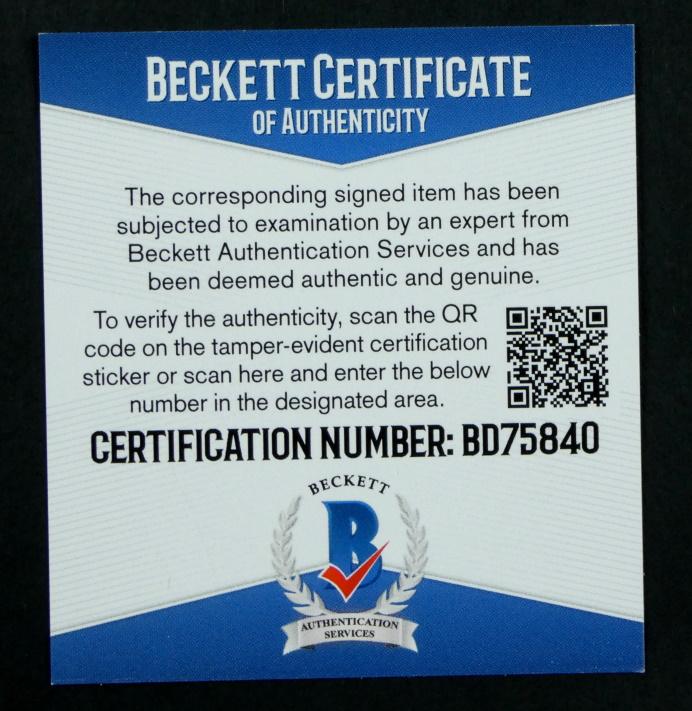 BECKETT CERTIFICATE
OF AUTHENTICITY
The corresponding signed item has been
subjected to examination by an expert from
Beckett Authentication Services and has
been deemed authentic and genuine.
To verify the authenticity, scan the QR
code on the tamper-evident certification
sticker or scan here and enter the below
number in the designated area.
CERTIFICATION NUMBER: BD75840
BECKETT
B
AUTHENTICATION
SERVICES